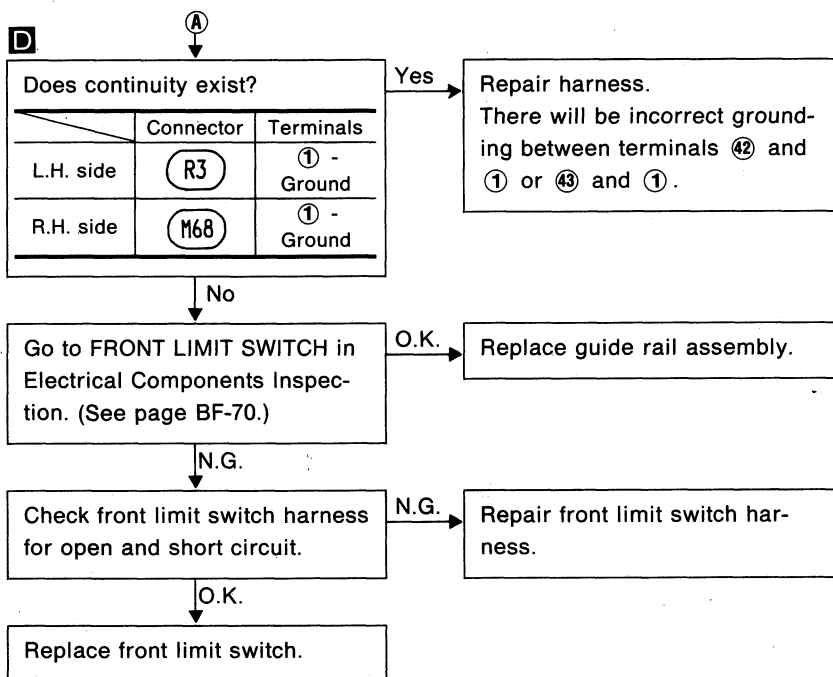 Ⓐ
D
Does continuity exist?
Connector Terminals
L.H. side R3 ① - Ground
R.H. side M68 ① - Ground
Yes
Repair harness.
There will be incorrect ground-
ing between terminals ㊷ and
① or ㊸ and ①.
No
Go to FRONT LIMIT SWITCH in
Electrical Components Inspec-
tion. (See page BF-70.)
O.K.
Replace guide rail assembly.
N.G.
Check front limit switch harness
for open and short circuit.
N.G.
Repair front limit switch har-
ness.
O.K.
Replace front limit switch.